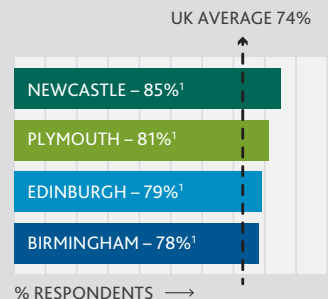 UK AVERAGE 74%
NEWCASTLE – 85%¹
PLYMOUTH – 81%¹
EDINBURGH – 79%¹
BIRMINGHAM – 78%¹
% RESPONDENTS ⟶